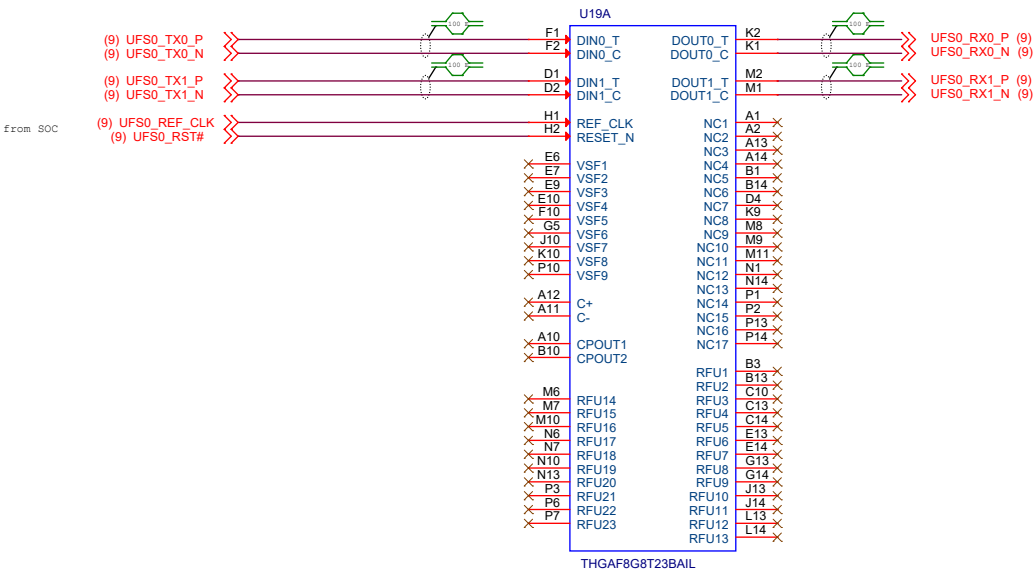 U19A
100
100
(9) UFS0_TX0_P F1 DIN0_T DOUT0_T K2 UFS0_RX0_P (9)
(9) UFS0_TX0_N F2 DIN0_C DOUT0_C K1 UFS0_RX0_N (9)
100
100
(9) UFS0_TX1_P D1 DIN1_T DOUT1_T M2 UFS0_RX1_P (9)
(9) UFS0_TX1_N D2 DIN1_C DOUT1_C M1 UFS0_RX1_N (9)
from SOC
(9) UFS0_REF_CLK H1 REF_CLK NC1 A1
(9) UFS0_RST# H2 RESET_N NC2 A2
NC3 A13
E6 VSF1 NC4 A14
E7 VSF2 NC5 B1
E9 VSF3 NC6 B14
E10 VSF4 NC7 D4
F10 VSF5 NC8 K9
G5 VSF6 NC9 M8
J10 VSF7 NC10 M9
K10 VSF8 NC11 M11
P10 VSF9 NC12 N1
NC13 N14
A12 C+ NC14 P1
A11 C- NC15 P2
NC16 P13
A10 CPOUT1 NC17 P14
B10 CPOUT2
RFU1 B3
RFU2 B13
M6 RFU14 RFU3 C10
M7 RFU15 RFU4 C13
M10 RFU16 RFU5 C14
N6 RFU17 RFU6 E13
N7 RFU18 RFU7 E14
N10 RFU19 RFU8 G13
N13 RFU20 RFU9 G14
P3 RFU21 RFU10 J13
P6 RFU22 RFU11 J14
P7 RFU23 RFU12 L13
RFU13 L14
THGAF8G8T23BAIL